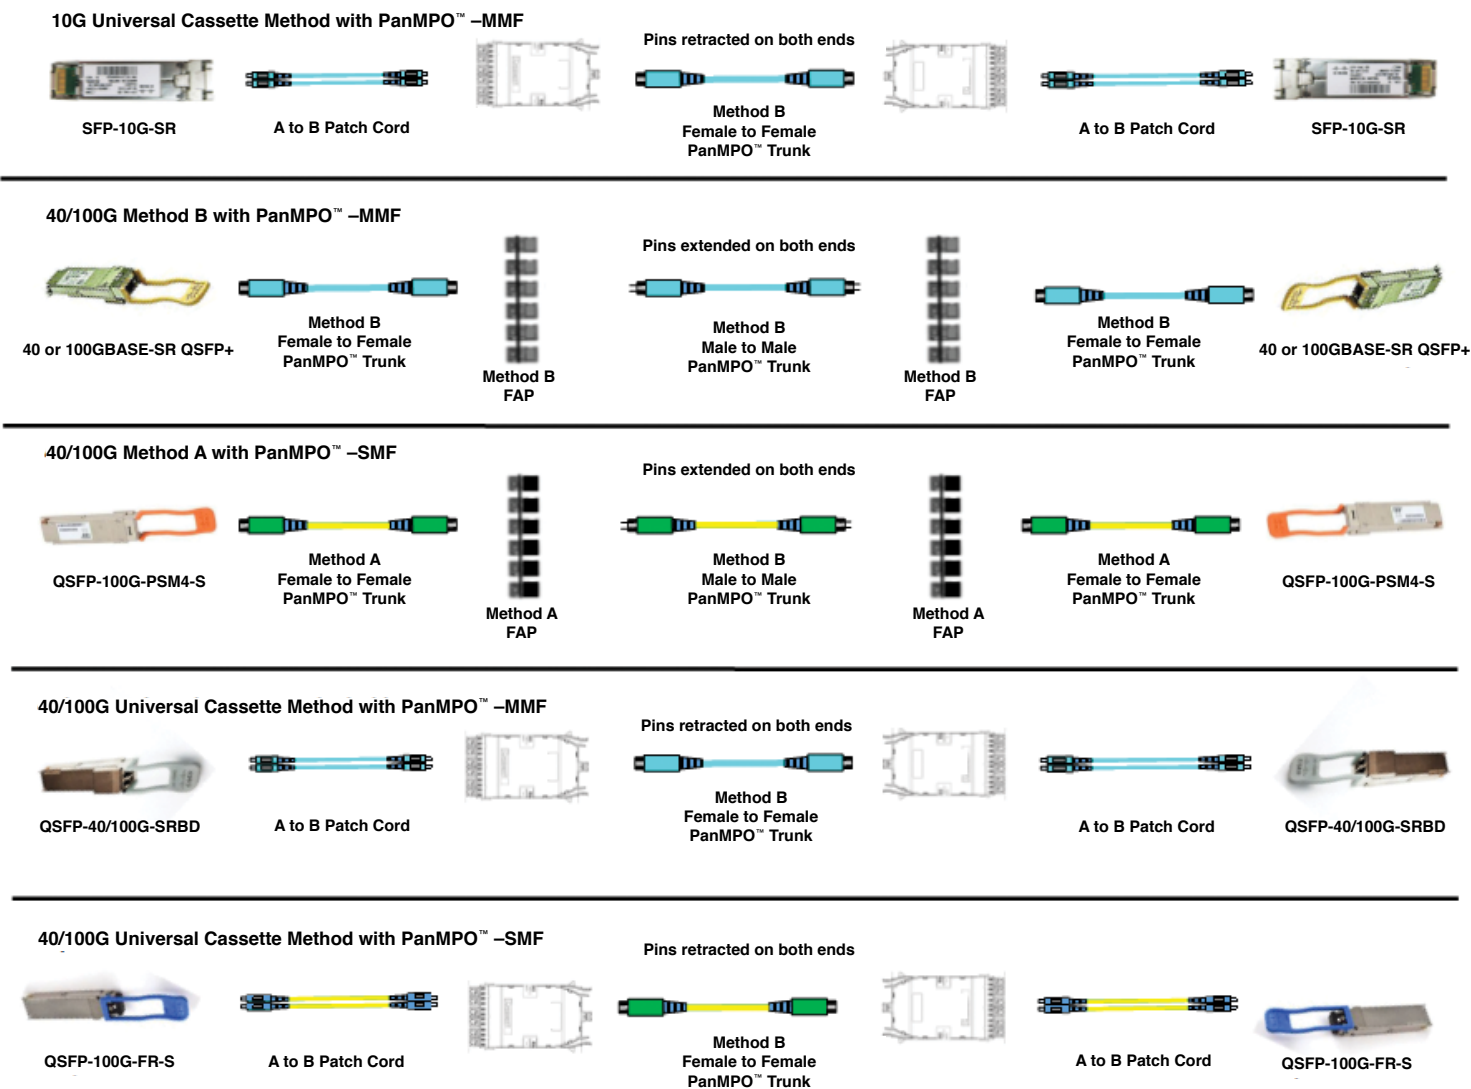 10G Universal Cassette Method with PanMPO™ –MMF
Pins retracted on both ends
SFP-10G-SR
A to B Patch Cord
Method B
Female to Female
PanMPO™ Trunk
A to B Patch Cord
SFP-10G-SR
40/100G Method B with PanMPO™ –MMF
Pins extended on both ends
40 or 100GBASE-SR QSFP+
Method B
Female to Female
PanMPO™ Trunk
Method B
FAP
Method B
Male to Male
PanMPO™ Trunk
Method B
FAP
Method B
Female to Female
PanMPO™ Trunk
40 or 100GBASE-SR QSFP+
40/100G Method A with PanMPO™ –SMF
Pins extended on both ends
QSFP-100G-PSM4-S
Method A
Female to Female
PanMPO™ Trunk
Method A
FAP
Method B
Male to Male
PanMPO™ Trunk
Method A
FAP
Method A
Female to Female
PanMPO™ Trunk
QSFP-100G-PSM4-S
40/100G Universal Cassette Method with PanMPO™ –MMF
Pins retracted on both ends
QSFP-40/100G-SRBD
A to B Patch Cord
Method B
Female to Female
PanMPO™ Trunk
A to B Patch Cord
QSFP-40/100G-SRBD
40/100G Universal Cassette Method with PanMPO™ –SMF
Pins retracted on both ends
QSFP-100G-FR-S
A to B Patch Cord
Method B
Female to Female
PanMPO™ Trunk
A to B Patch Cord
QSFP-100G-FR-S